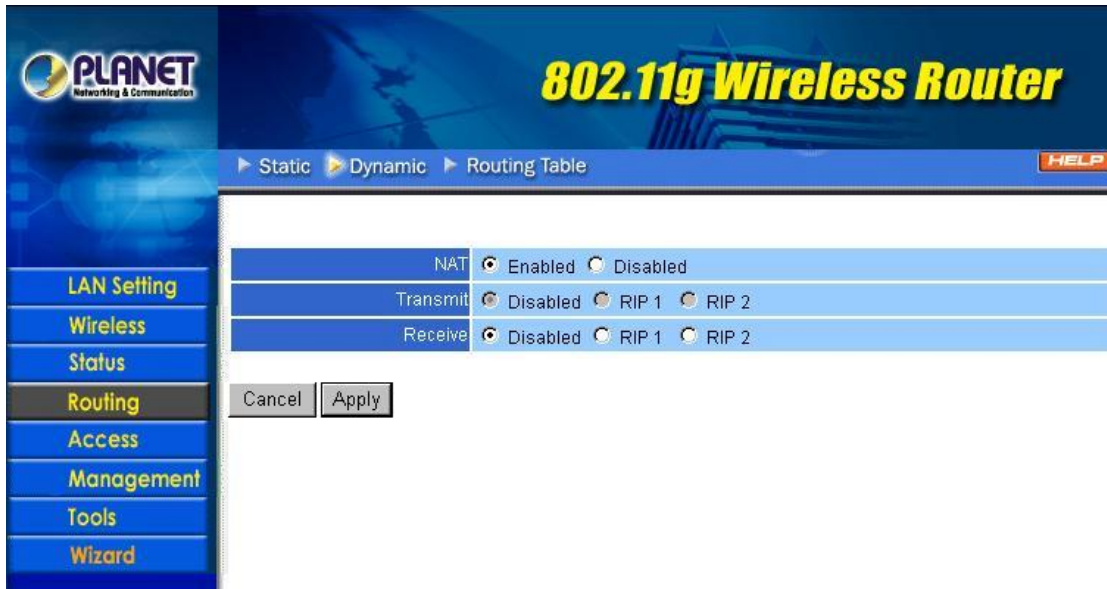 PLANET
Networking & Communication
802.11g Wireless Router
Static Dynamic Routing Table
HELP
LAN Setting
Wireless
Status
Routing
Access
Management
Tools
Wizard
NAT Enabled Disabled
Transmit Disabled RIP 1 RIP 2
Receive Disabled RIP 1 RIP 2
Cancel Apply